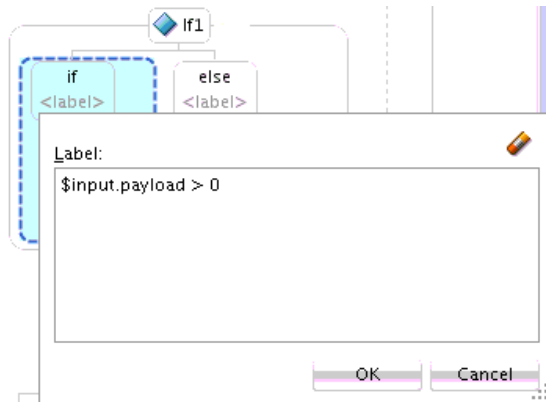 If1
if
else
<label>
<label>
Label:
$input.payload > 0
OK
Cancel